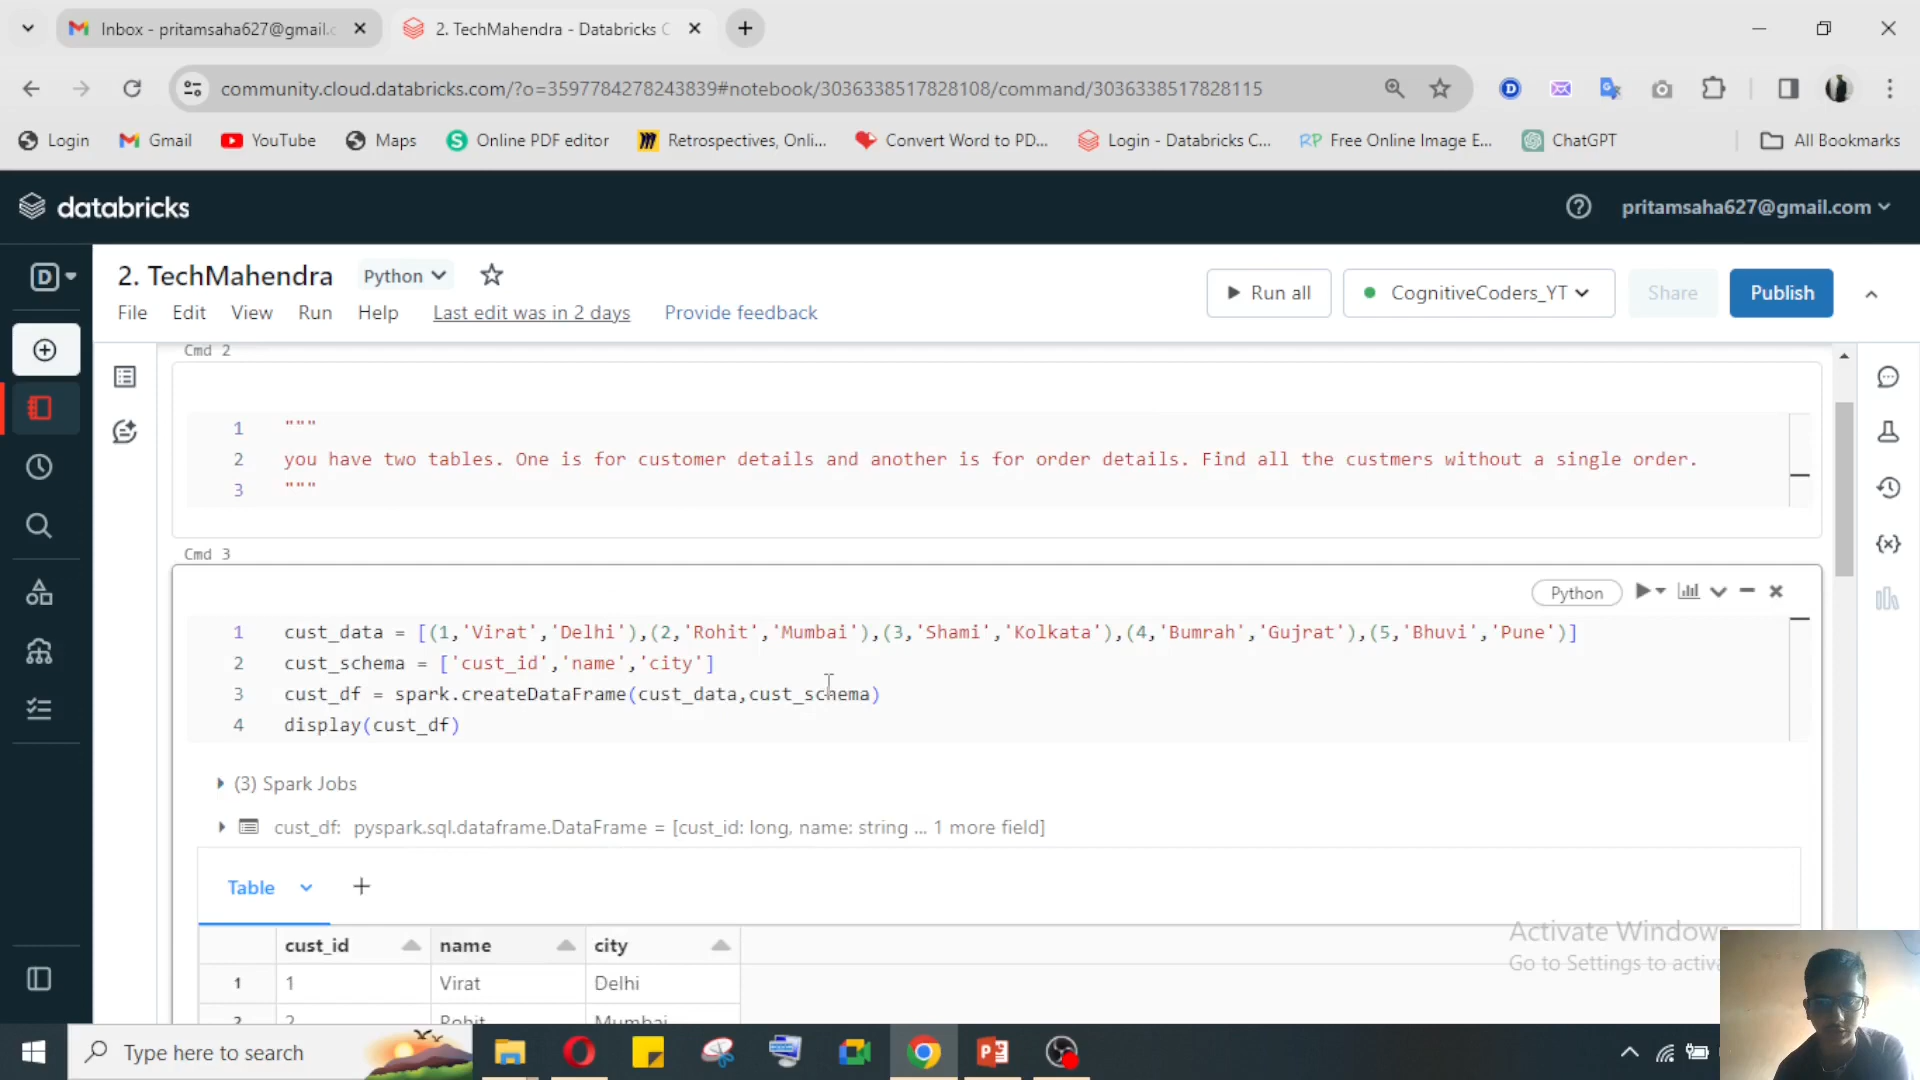 Inbox - pritamsaha627@gmail.c
2. TechMahendra - Databricks C
community.cloud.databricks.com/?o=3597784278243839#notebook/3036338517828108/command/3036338517828115
Login
Gmail
YouTube
Maps
Online PDF editor
Retrospectives, Onli...
Convert Word to PD...
Login - Databricks C...
RP Free Online Image E...
ChatGPT
All Bookmarks
databricks
pritamsaha627@gmail.com
D
2. TechMahendra
Python
File Edit View Run Help Last edit was in 2 days Provide feedback
Run all
CognitiveCoders_YT
Share
Publish
Cmd 2
1 """
2 you have two tables. One is for customer details and another is for order details. Find all the custmers without a single order.
3 """
Cmd 3
Python
1 cust_data = [(1,'Virat','Delhi'),(2,'Rohit','Mumbai'),(3,'Shami','Kolkata'),(4,'Bumrah','Gujrat'),(5,'Bhuvi','Pune')]
2 cust_schema = ['cust_id','name','city']
3 cust_df = spark.createDataFrame(cust_data,cust_schema)
4 display(cust_df)
(3) Spark Jobs
cust_df: pyspark.sql.dataframe.DataFrame = [cust_id: long, name: string ... 1 more field]
Table
cust_id name city
1 1 Virat Delhi
2 2 Rohit Mumbai
Activate Windows
Go to Settings to activa
Type here to search